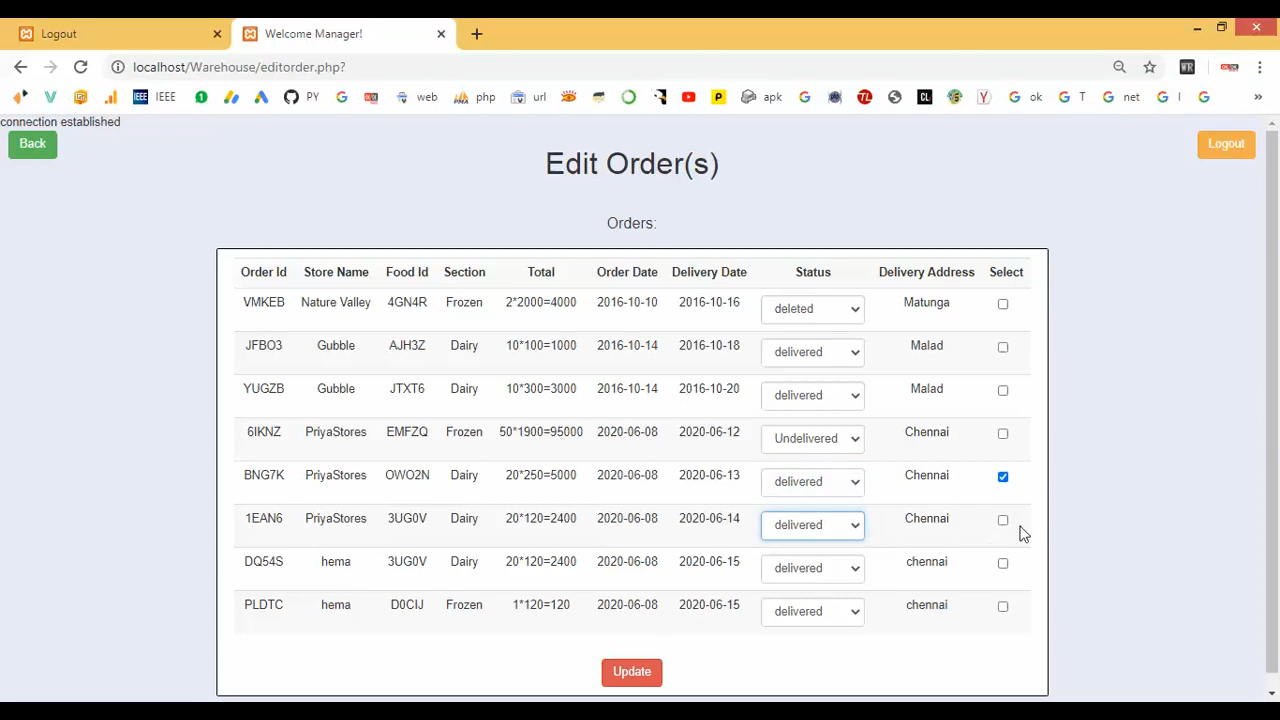 Logout
Welcome Manager!
localhost/Warehouse/editorder.php?
WR
IEEE 1 PY web php url P apk TL CL Y ok T net I »
connection established
Back
Logout
Edit Order(s)
Orders:
Order Id Store Name Food Id Section Total Order Date Delivery Date Status Delivery Address Select
VMKEB Nature Valley 4GN4R Frozen 2*2000=4000 2016-10-10 2016-10-16 deleted Matunga
JFBO3 Gubble AJH3Z Dairy 10*100=1000 2016-10-14 2016-10-18 delivered Malad
YUGZB Gubble JTXT6 Dairy 10*300=3000 2016-10-14 2016-10-20 delivered Malad
6IKNZ PriyaStores EMFZQ Frozen 50*1900=95000 2020-06-08 2020-06-12 Undelivered Chennai
BNG7K PriyaStores OWO2N Dairy 20*250=5000 2020-06-08 2020-06-13 delivered Chennai
1EAN6 PriyaStores 3UG0V Dairy 20*120=2400 2020-06-08 2020-06-14 delivered Chennai
DQ54S hema 3UG0V Dairy 20*120=2400 2020-06-08 2020-06-15 delivered chennai
PLDTC hema D0CIJ Frozen 1*120=120 2020-06-08 2020-06-15 delivered chennai
Update